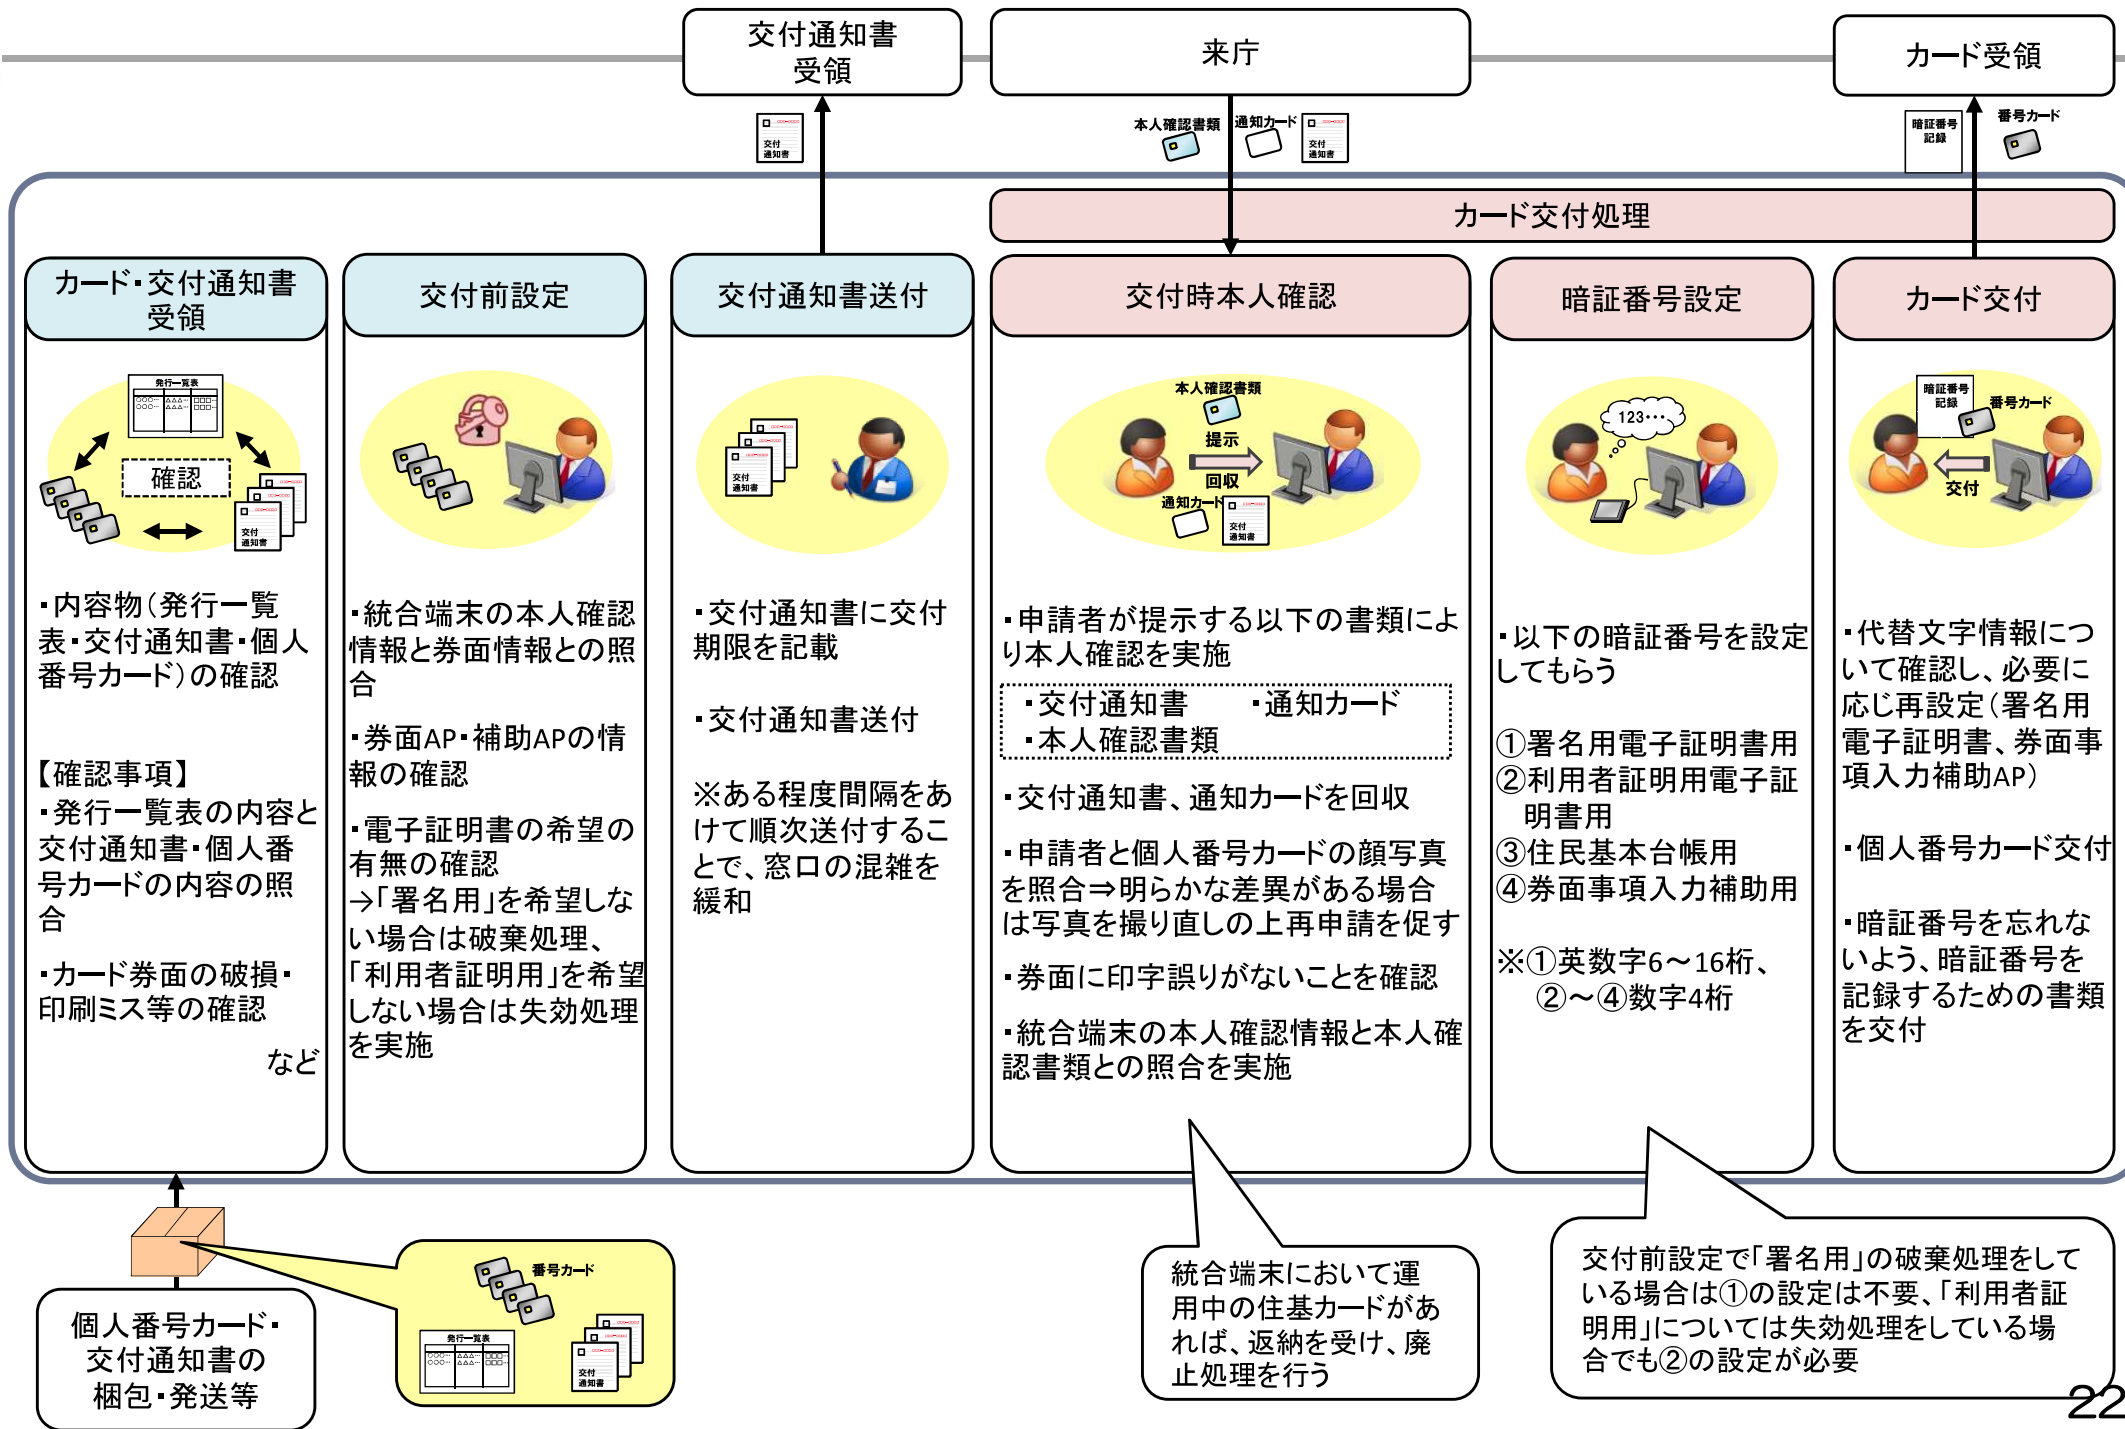 交付通知書
受領
来庁
カード受領
交付
通知書
本人確認書類
通知カード
交付
通知書
暗証番号
記録
番号カード
カード交付処理
カード・交付通知書
受領
発行一覧表
○○○… △△△… □□□…
○○○… △△△… □□□…
確認
交付
通知書
・内容物(発行一覧
表・交付通知書・個人
番号カード)の確認
【確認事項】
・発行一覧表の内容と
交付通知書・個人番
号カードの内容の照
合
・カード券面の破損・
印刷ミス等の確認
など
交付前設定
・統合端末の本人確認
情報と券面情報との照
合
・券面AP・補助APの情
報の確認
・電子証明書の希望の
有無の確認
→「署名用」を希望しな
い場合は破棄処理、
「利用者証明用」を希望
しない場合は失効処理
を実施
交付通知書送付
交付
通知書
・交付通知書に交付
期限を記載
・交付通知書送付
※ある程度間隔をあ
けて順次送付するこ
とで、窓口の混雑を
緩和
交付時本人確認
本人確認書類
提示
回収
通知カード
交付
通知書
・申請者が提示する以下の書類によ
り本人確認を実施
・交付通知書 ・通知カード
・本人確認書類
・交付通知書、通知カードを回収
・申請者と個人番号カードの顔写真
を照合⇒明らかな差異がある場合
は写真を撮り直しの上再申請を促す
・券面に印字誤りがないことを確認
・統合端末の本人確認情報と本人確
認書類との照合を実施
暗証番号設定
123・・・
・以下の暗証番号を設定
してもらう
①署名用電子証明書用
②利用者証明用電子証
明書用
③住民基本台帳用
④券面事項入力補助用
※①英数字6~16桁、
②~④数字4桁
カード交付
暗証番号
記録
番号カード
交付
・代替文字情報につ
いて確認し、必要に
応じ再設定(署名用
電子証明書、券面事
項入力補助AP)
・個人番号カード交付
・暗証番号を忘れな
いよう、暗証番号を
記録するための書類
を交付
個人番号カード・
交付通知書の
梱包・発送等
番号カード
発行一覧表
○○○… △△△… □□□…
○○○… △△△… □□□…
交付
通知書
統合端末において運
用中の住基カードがあ
れば、返納を受け、廃
止処理を行う
交付前設定で「署名用」の破棄処理をして
いる場合は①の設定は不要、「利用者証
明用」については失効処理をしている場
合でも②の設定が必要
22